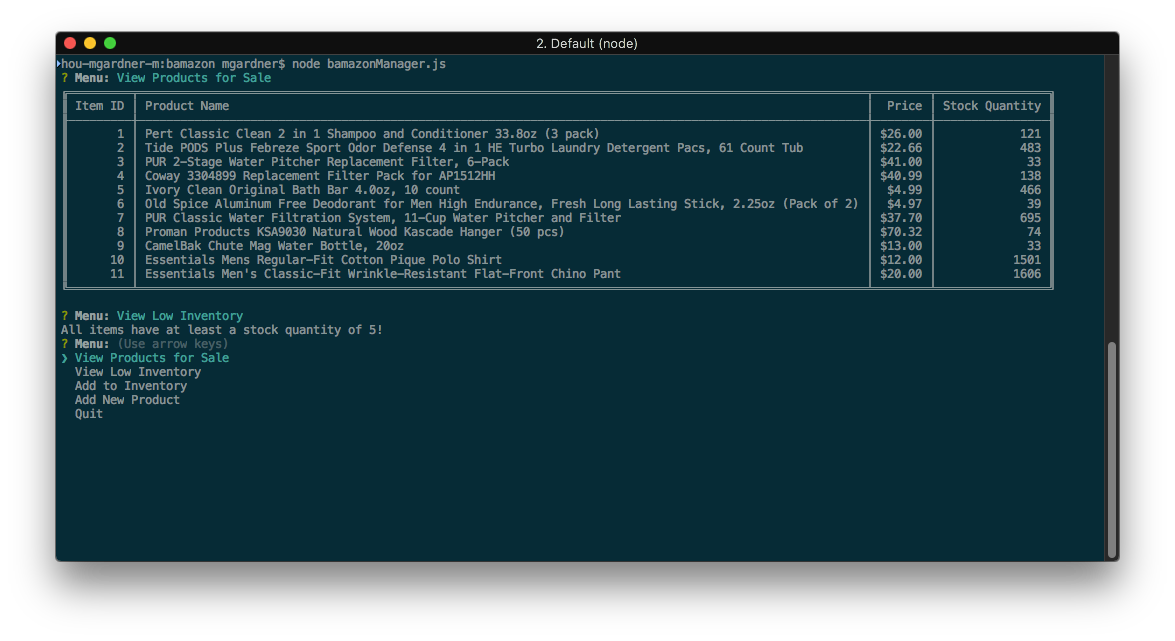 2. Default (node)
hou-mgardner-m:bamazon mgardner$ node bamazonManager.js
? Menu: View Products for Sale
Item ID Product Name Price Stock Quantity
1 Pert Classic Clean 2 in 1 Shampoo and Conditioner 33.8oz (3 pack) $26.00 121
2 Tide PODS Plus Febreze Sport Odor Defense 4 in 1 HE Turbo Laundry Detergent Pacs, 61 Count Tub $22.66 483
3 PUR 2-Stage Water Pitcher Replacement Filter, 6-Pack $41.00 33
4 Coway 3304899 Replacement Filter Pack for AP1512HH $40.99 138
5 Ivory Clean Original Bath Bar 4.0oz, 10 count $4.99 466
6 Old Spice Aluminum Free Deodorant for Men High Endurance, Fresh Long Lasting Stick, 2.25oz (Pack of 2) $4.97 39
7 PUR Classic Water Filtration System, 11-Cup Water Pitcher and Filter $37.70 695
8 Proman Products KSA9030 Natural Wood Kascade Hanger (50 pcs) $70.32 74
9 CamelBak Chute Mag Water Bottle, 20oz $13.00 33
10 Essentials Mens Regular-Fit Cotton Pique Polo Shirt $12.00 1501
11 Essentials Men's Classic-Fit Wrinkle-Resistant Flat-Front Chino Pant $20.00 1606
? Menu: View Low Inventory
All items have at least a stock quantity of 5!
? Menu: (Use arrow keys)
❯ View Products for Sale
View Low Inventory
Add to Inventory
Add New Product
Quit